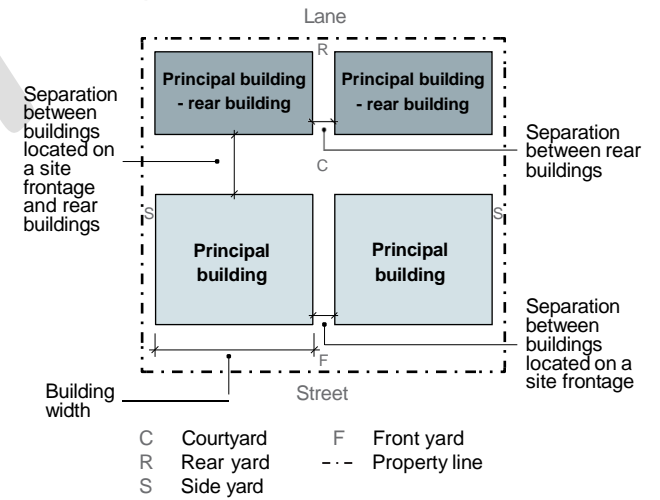 Lane
R
Principal building
- rear building
Principal building
- rear building
Separation
between
buildings
located on
a site
frontage
and rear
buildings
Separation
between rear
buildings
C
S
S
Principal
building
Principal
building
Separation
between
buildings
located on a
site frontage
F
Building
width
Street
C Courtyard
F Front yard
R Rear yard
Property line
S Side yard